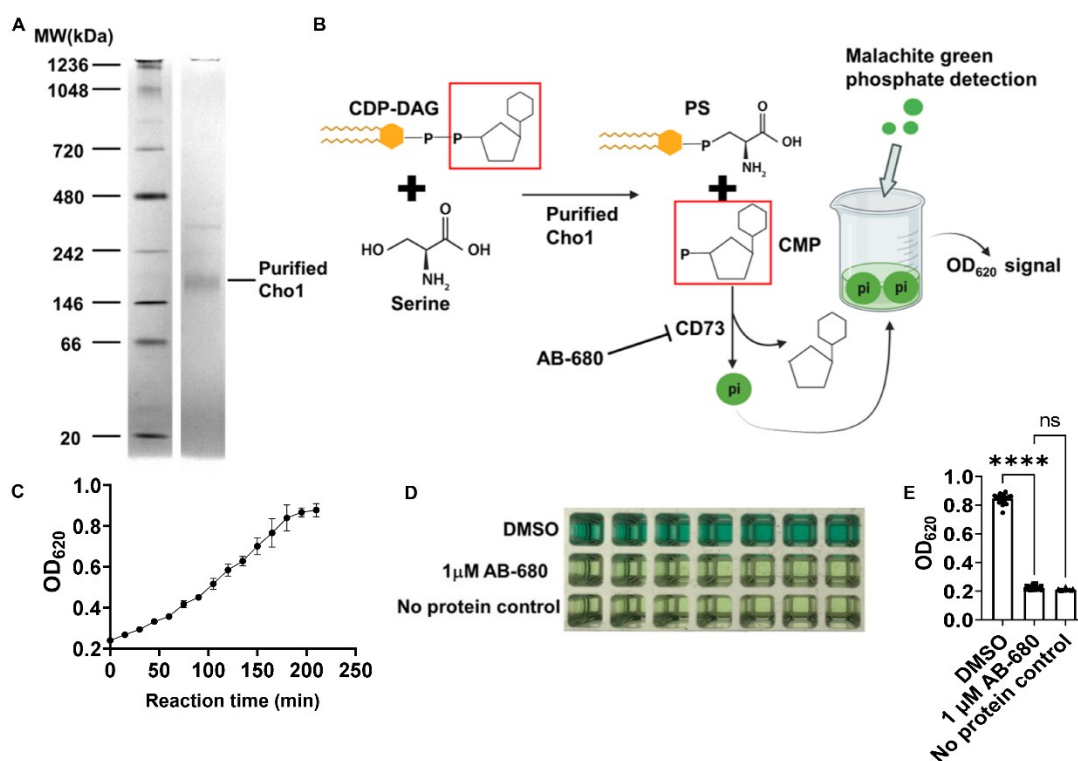 A
MW(kDa)
1236
1048
720
480
242
146
66
20
Purified
Cho1
B
CDP-DAG
P
P
HO
O
OH
NH2
Serine
Purified
Cho1
PS
P
O
OH
NH2
P
CMP
CD73
AB-680
pi
Malachite green
phosphate detection
pi
pi
OD620 signal
C
OD620
1.0
0.8
0.6
0.4
0.2
0
50
100
150
200
250
Reaction time (min)
D
DMSO
1μM AB-680
No protein control
E
OD620
1.0
0.8
0.6
0.4
0.2
0.0
****
ns
DMSO
1 μM AB-680
No protein control